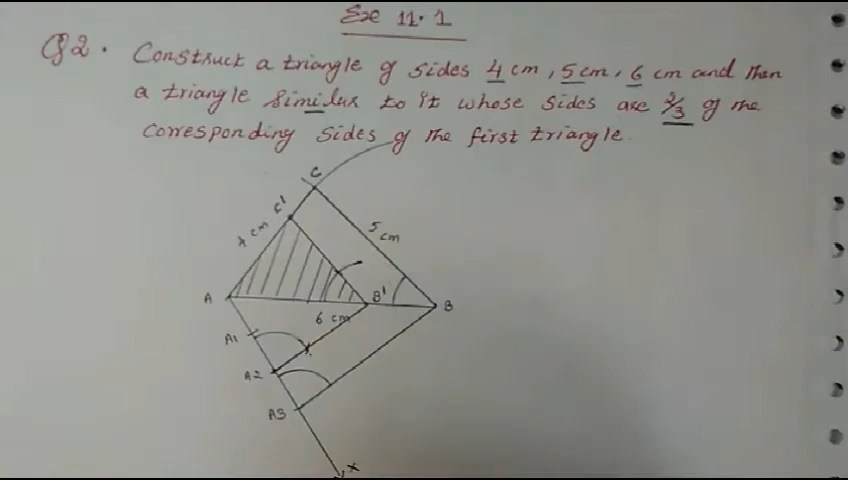 Exe 11.1
Q2. Construct a triangle of sides 4 cm, 5 cm, 6 cm and then
a triangle similar to it whose sides are 2/3 of the
corresponding sides of the first triangle.
C
C'
4 cm
5 cm
A
B'
B
6 cm
A1
A2
A3
X